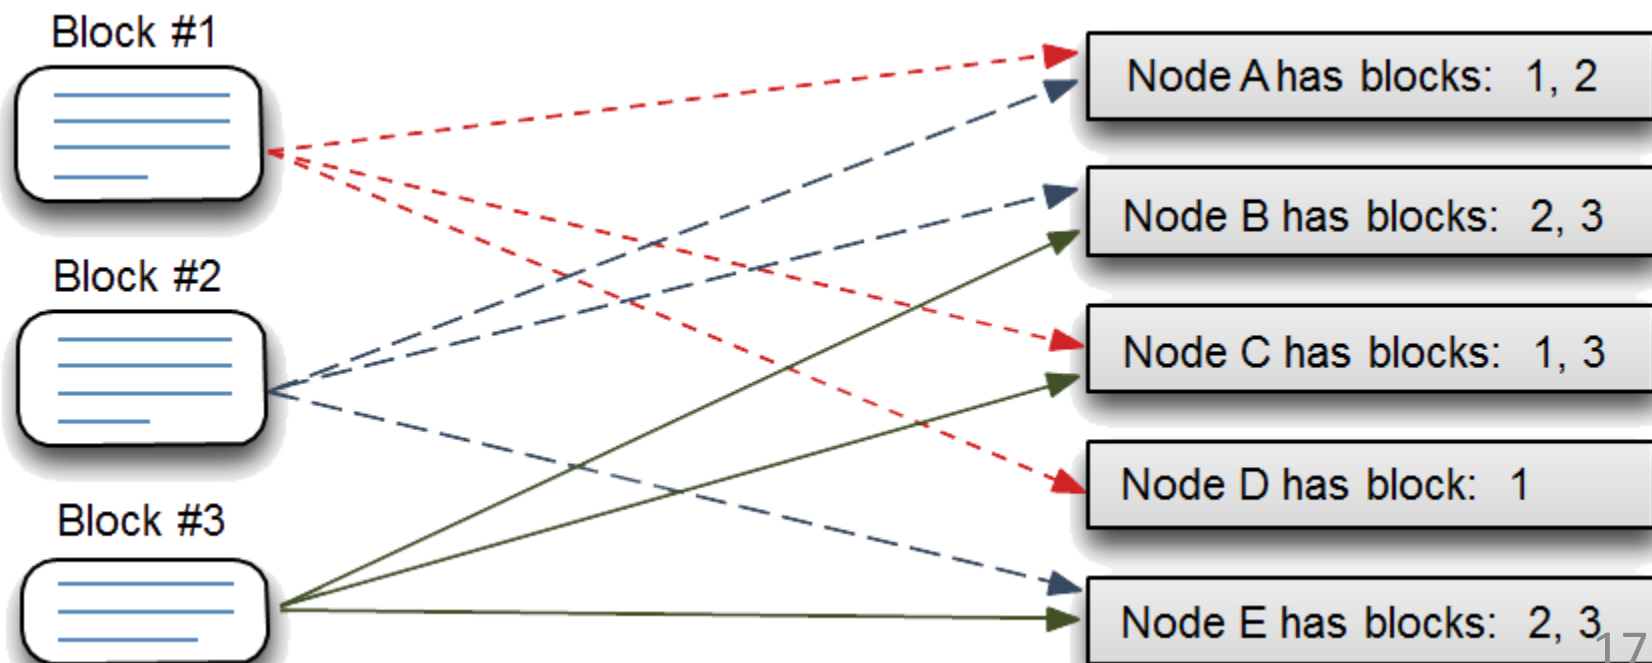 Block #1
Node A has blocks: 1, 2
Node B has blocks: 2, 3
Block #2
Node C has blocks: 1, 3
Node D has block: 1
Block #3
Node E has blocks: 2, 3
17